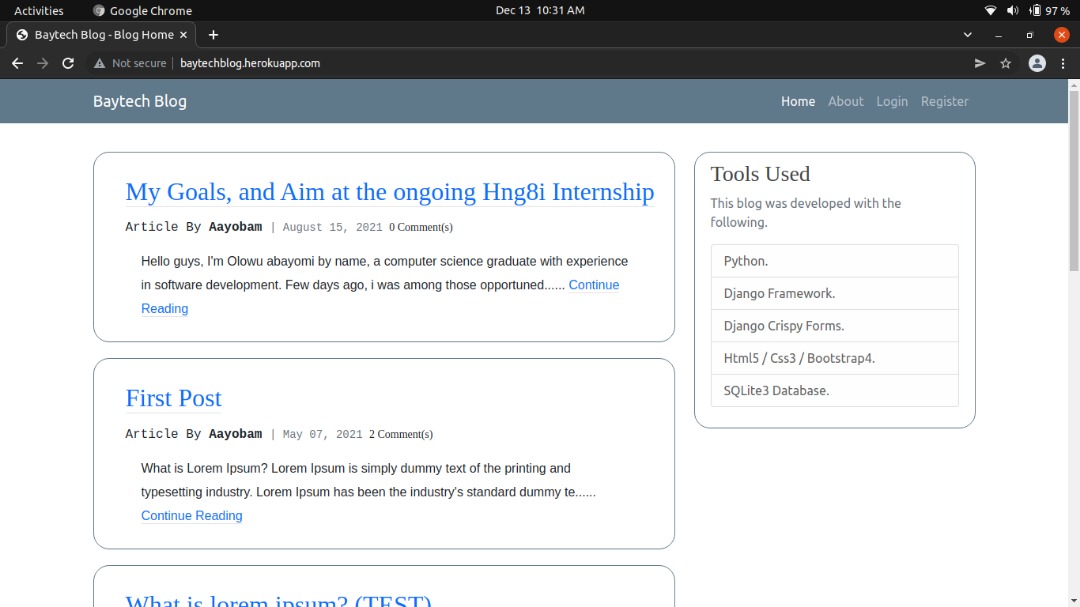 Activities Google Chrome Dec 13 10:31 AM 97 %
Baytech Blog - Blog Home
Not secure baytechblog.herokuapp.com
Baytech Blog Home About Login Register
My Goals, and Aim at the ongoing Hng8i Internship
Article By Aayobam | August 15, 2021 0 Comment(s)
Hello guys, I'm Olowu abayomi by name, a computer science graduate with experience
in software development. Few days ago, i was among those opportuned...... Continue
Reading
First Post
Article By Aayobam | May 07, 2021 2 Comment(s)
What is Lorem Ipsum? Lorem Ipsum is simply dummy text of the printing and
typesetting industry. Lorem Ipsum has been the industry's standard dummy te......
Continue Reading
What is lorem ipsum? (TEST)
Tools Used
This blog was developed with the
following.
Python.
Django Framework.
Django Crispy Forms.
Html5 / Css3 / Bootstrap4.
SQLite3 Database.